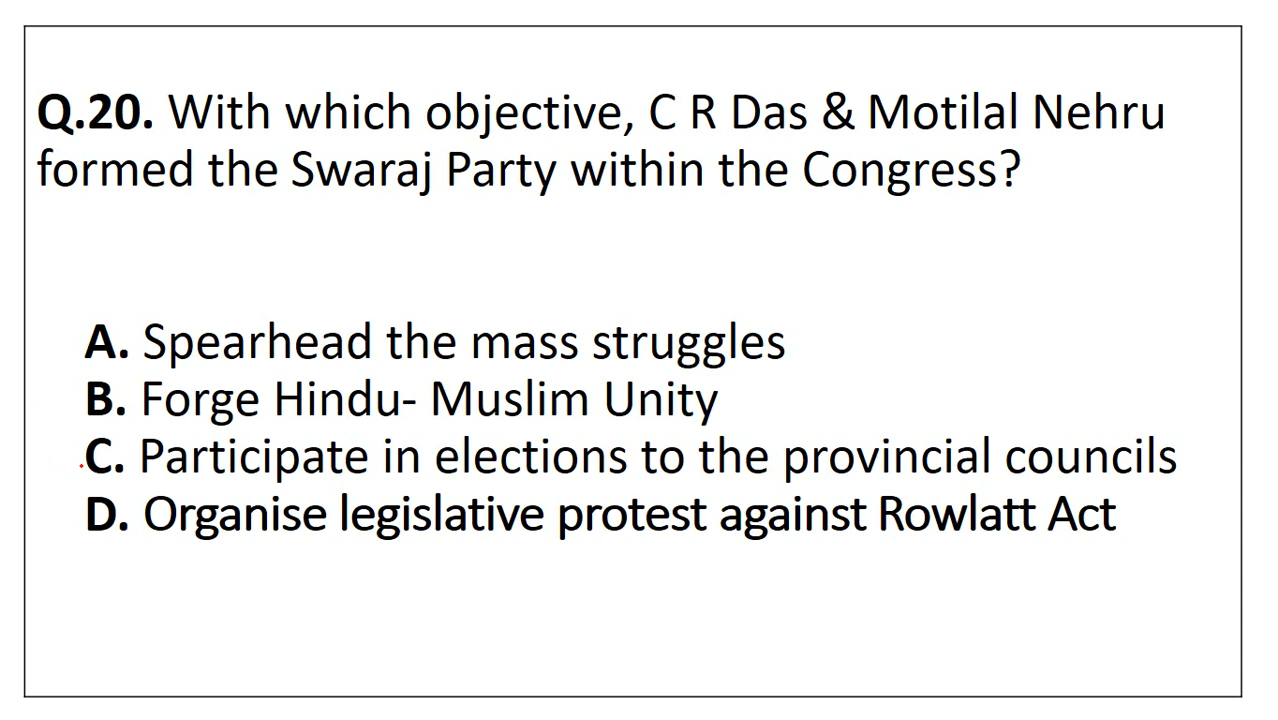 Q.20. With which objective, C R Das & Motilal Nehru
formed the Swaraj Party within the Congress?
A. Spearhead the mass struggles
B. Forge Hindu- Muslim Unity
C. Participate in elections to the provincial councils
D. Organise legislative protest against Rowlatt Act